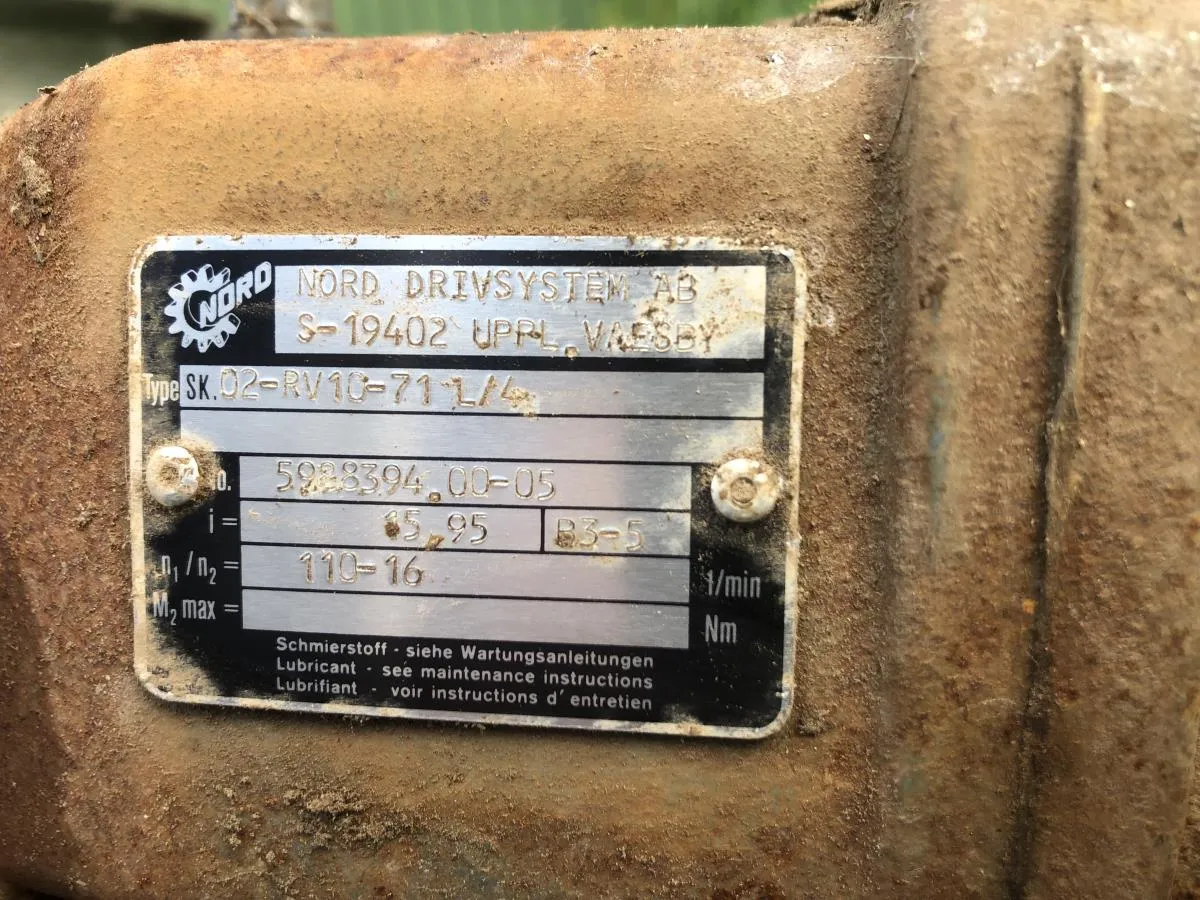 NORD
NORD DRIVSYSTEM AB
S-19402 UPPL.VAESBY
Type SK. 02-RV10-71 L/4
o. 5988394.00-05
i = 15,95 B3-5
n₁ / n₂ = 110-16 1/min
M₂ max = Nm
Schmierstoff - siehe Wartungsanleitungen
Lubricant - see maintenance instructions
Lubrifiant - voir instructions d' entretien